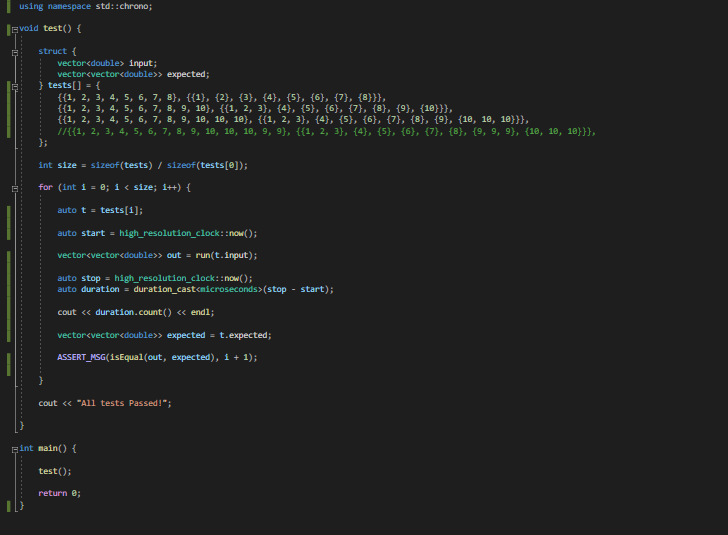 using namespace std::chrono;
void test() {
struct {
vector<double> input;
vector<vector<double>> expected;
} tests[] = {
{{1, 2, 3, 4, 5, 6, 7, 8}, {{1}, {2}, {3}, {4}, {5}, {6}, {7}, {8}}},
{{1, 2, 3, 4, 5, 6, 7, 8, 9, 10}, {{1, 2, 3}, {4}, {5}, {6}, {7}, {8}, {9}, {10}}},
{{1, 2, 3, 4, 5, 6, 7, 8, 9, 10, 10, 10}, {{1, 2, 3}, {4}, {5}, {6}, {7}, {8}, {9}, {10, 10, 10}}},
//{{1, 2, 3, 4, 5, 6, 7, 8, 9, 10, 10, 10, 9, 9}, {{1, 2, 3}, {4}, {5}, {6}, {7}, {8}, {9, 9, 9}, {10, 10, 10}}},
};
int size = sizeof(tests) / sizeof(tests[0]);
for (int i = 0; i < size; i++) {
auto t = tests[i];
auto start = high_resolution_clock::now();
vector<vector<double>> out = run(t.input);
auto stop = high_resolution_clock::now();
auto duration = duration_cast<microseconds>(stop - start);
cout << duration.count() << endl;
vector<vector<double>> expected = t.expected;
ASSERT_MSG(isEqual(out, expected), i + 1);
}
cout << "All tests Passed!";
}
int main() {
test();
return 0;
}